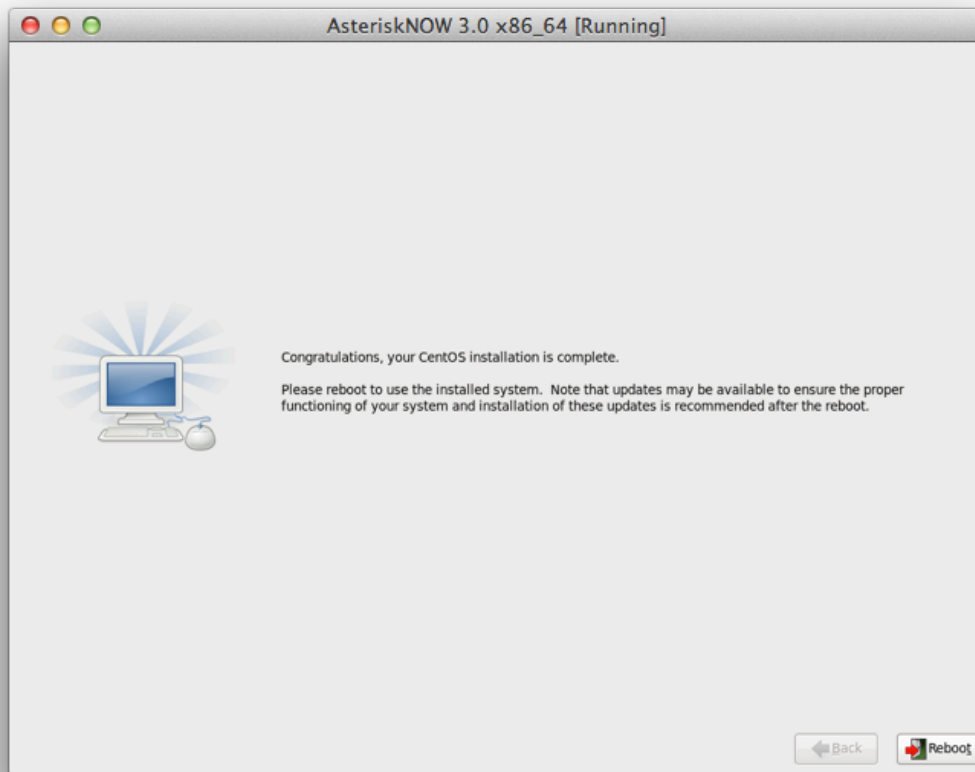 AsteriskNOW 3.0 x86_64 [Running]
Congratulations, your CentOS installation is complete.
Please reboot to use the installed system.  Note that updates may be available to ensure the proper
functioning of your system and installation of these updates is recommended after the reboot.
Back
Reboot